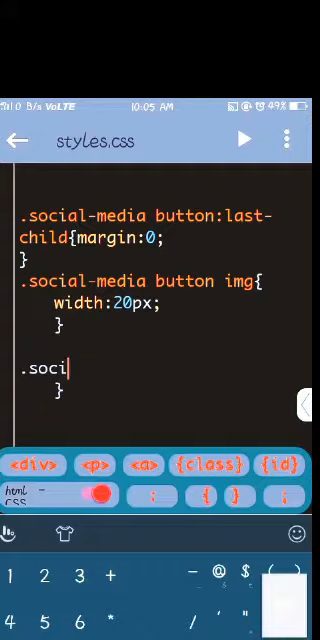 0 B/s VoLTE 10:05 AM 49%
styles.css
.social-media button:last-
child{margin:0;
}
.social-media button img{
width:20px;
}
.soci
}
<div> <p> <a> {class} {id}
html - css : { } ;
1 2 3 + - @ $ ( )
4 5 6 * / ' "